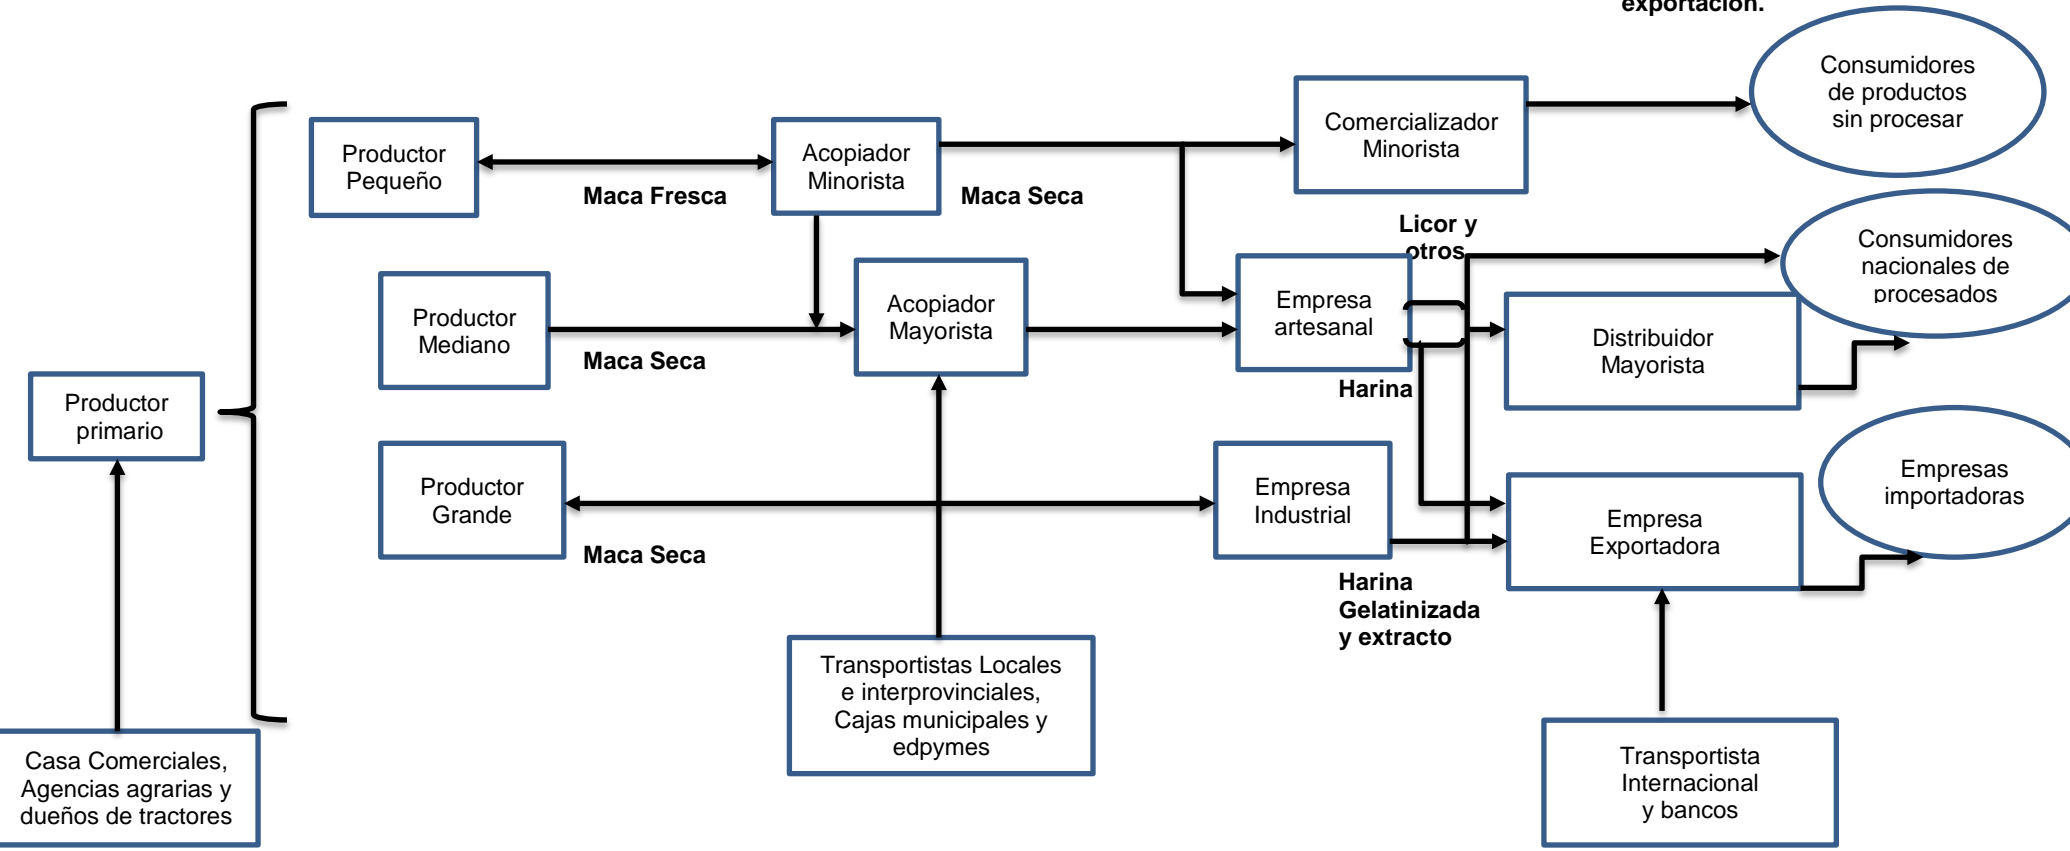 exportación.
Consumidores
de productos
sin procesar
Comercializador
Minorista
Productor
Pequeño
Acopiador
Minorista
Maca Fresca
Maca Seca
Licor y
otros
Consumidores
nacionales de
procesados
Productor
Mediano
Acopiador
Mayorista
Empresa
artesanal
Distribuidor
Mayorista
Maca Seca
Harina
Productor
primario
Productor
Grande
Empresa
Industrial
Empresa
Exportadora
Empresas
importadoras
Maca Seca
Harina
Gelatinizada
y extracto
Transportistas Locales
e interprovinciales,
Cajas municipales y
edpymes
Casa Comerciales,
Agencias agrarias y
dueños de tractores
Transportista
Internacional
y bancos